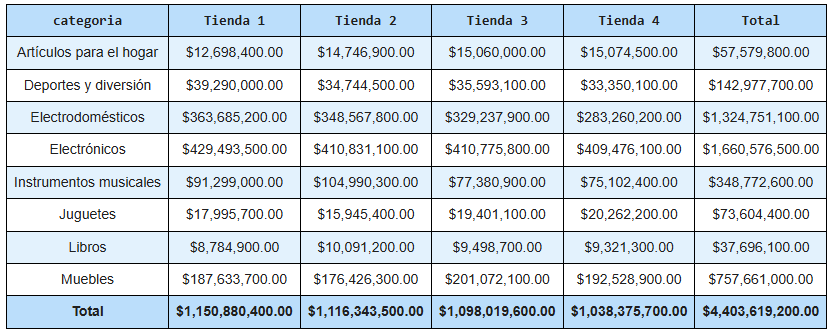 categoria Tienda 1 Tienda 2 Tienda 3 Tienda 4 Total
Artículos para el hogar $12,698,400.00 $14,746,900.00 $15,060,000.00 $15,074,500.00 $57,579,800.00
Deportes y diversión $39,290,000.00 $34,744,500.00 $35,593,100.00 $33,350,100.00 $142,977,700.00
Electrodomésticos $363,685,200.00 $348,567,800.00 $329,237,900.00 $283,260,200.00 $1,324,751,100.00
Electrónicos $429,493,500.00 $410,831,100.00 $410,775,800.00 $409,476,100.00 $1,660,576,500.00
Instrumentos musicales $91,299,000.00 $104,990,300.00 $77,380,900.00 $75,102,400.00 $348,772,600.00
Juguetes $17,995,700.00 $15,945,400.00 $19,401,100.00 $20,262,200.00 $73,604,400.00
Libros $8,784,900.00 $10,091,200.00 $9,498,700.00 $9,321,300.00 $37,696,100.00
Muebles $187,633,700.00 $176,426,300.00 $201,072,100.00 $192,528,900.00 $757,661,000.00
Total $1,150,880,400.00 $1,116,343,500.00 $1,098,019,600.00 $1,038,375,700.00 $4,403,619,200.00